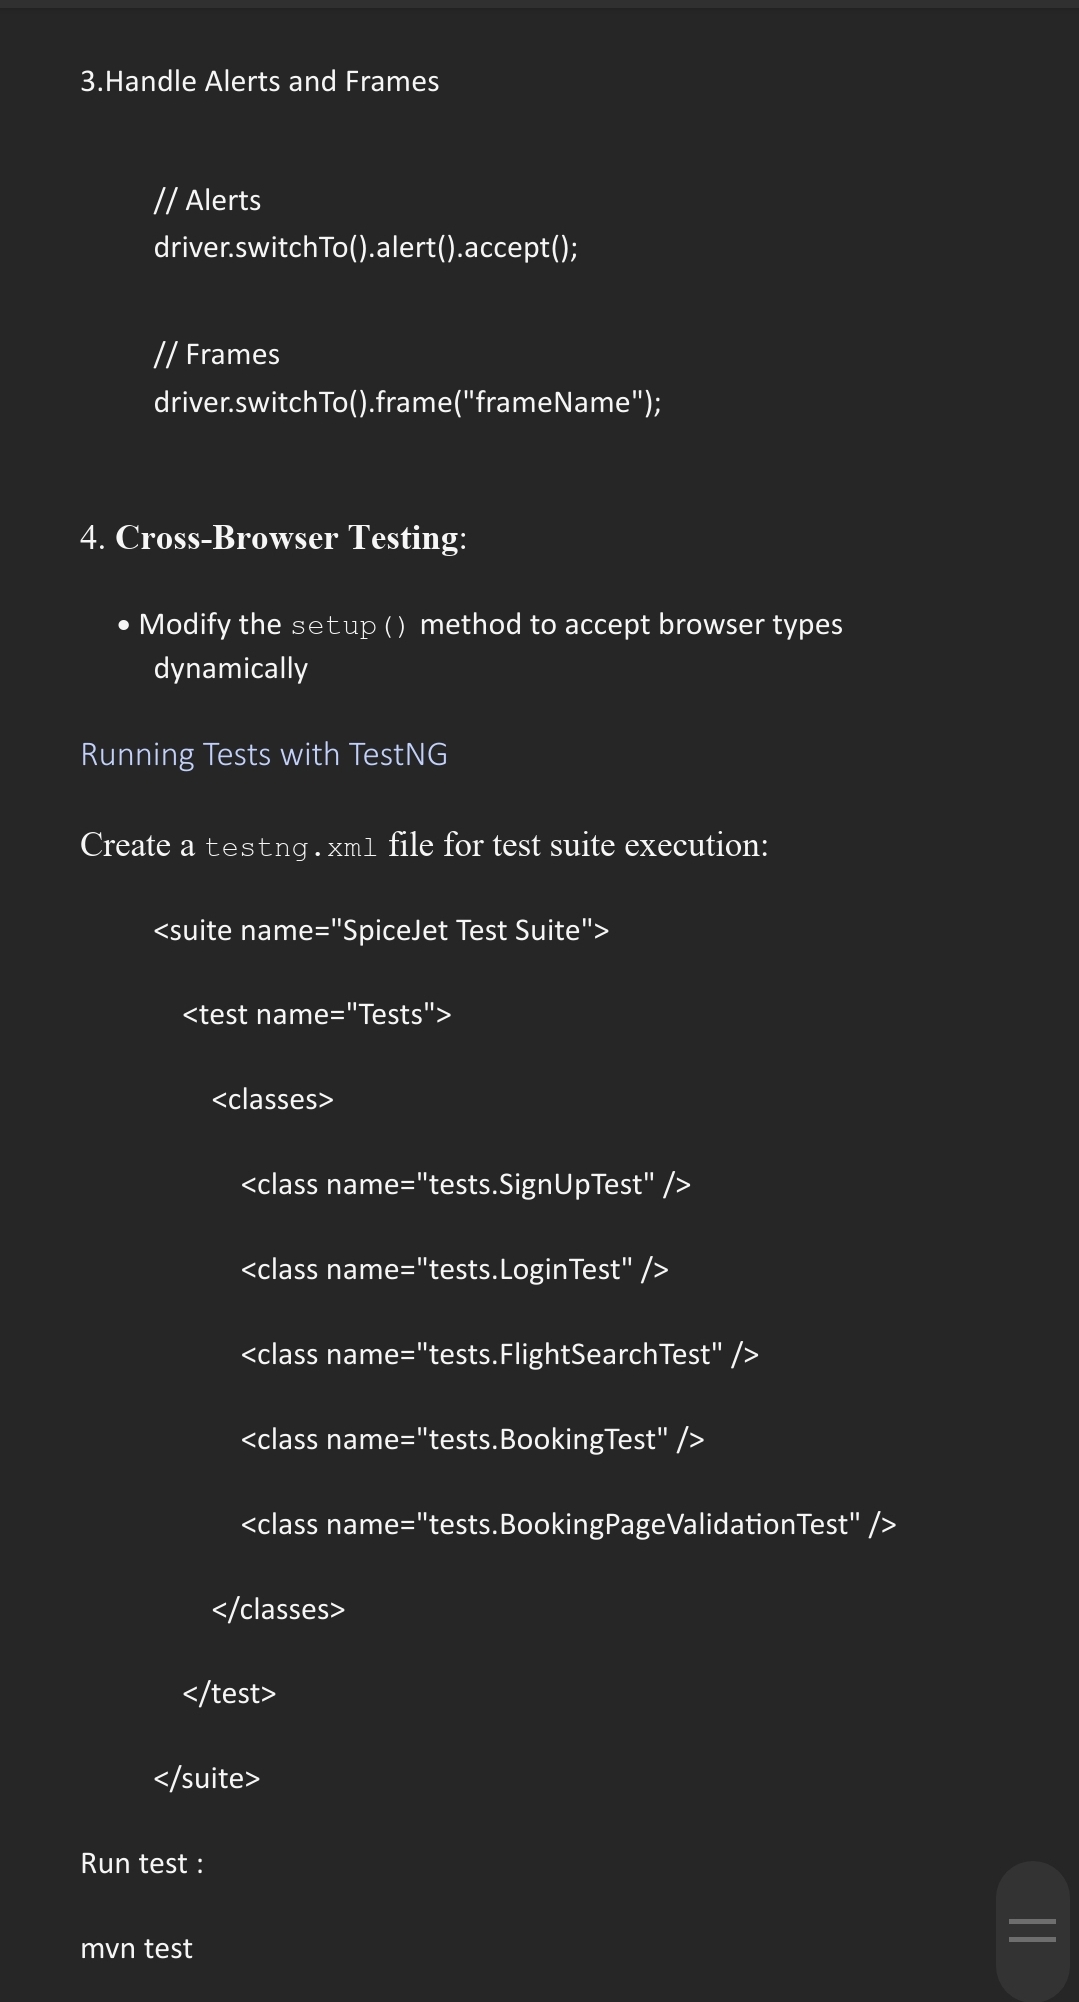 3.Handle Alerts and Frames
// Alerts
driver.switchTo().alert().accept();
// Frames
driver.switchTo().frame("frameName");
4. Cross-Browser Testing:
• Modify the setup() method to accept browser types
dynamically
Running Tests with TestNG
Create a testng.xml file for test suite execution:
<suite name="SpiceJet Test Suite">
<test name="Tests">
<classes>
<class name="tests.SignUpTest" />
<class name="tests.LoginTest" />
<class name="tests.FlightSearchTest" />
<class name="tests.BookingTest" />
<class name="tests.BookingPageValidationTest" />
</classes>
</test>
</suite>
Run test :
mvn test